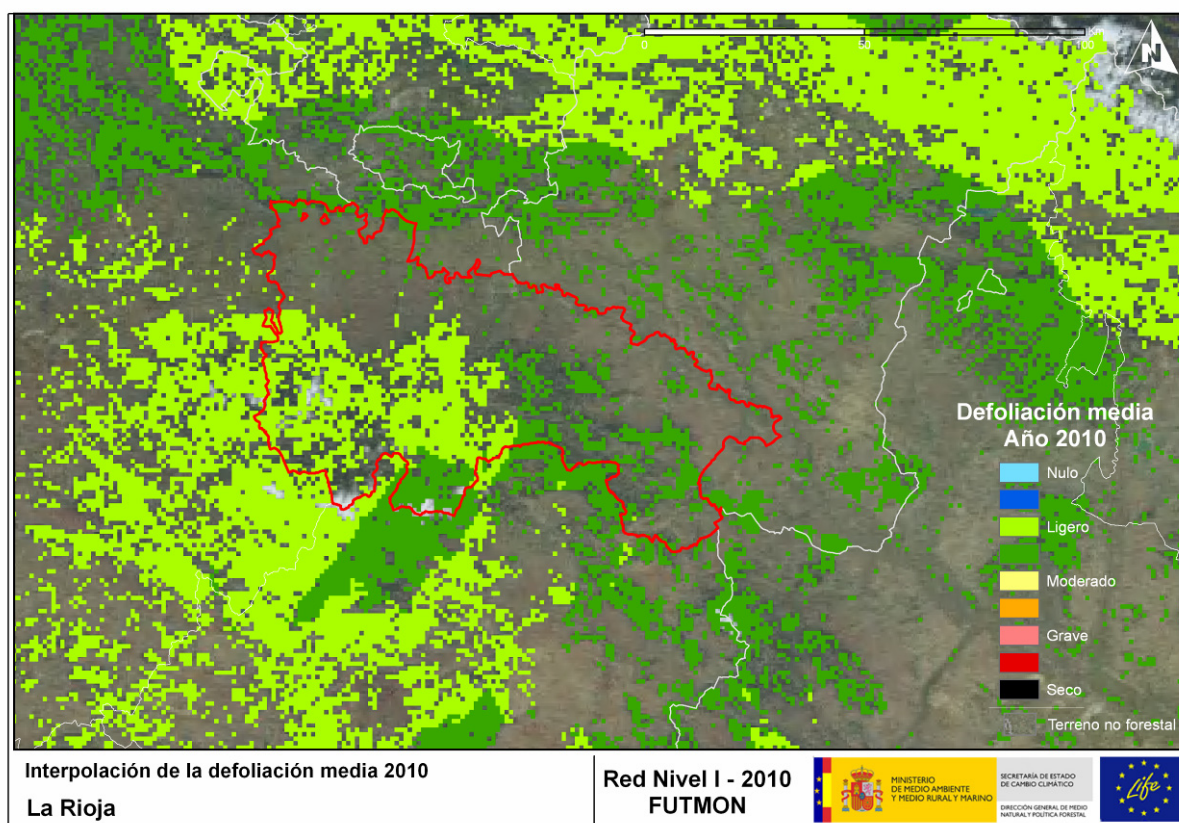 Km
0 50 100
N
Defoliación media
Año 2010
Nulo
Ligero
Moderado
Grave
Seco
Terreno no forestal
Interpolación de la defoliación media 2010
La Rioja
Red Nivel I - 2010
FUTMON
MINISTERIO
DE MEDIO AMBIENTE
Y MEDIO RURAL Y MARINO
SECRETARÍA DE ESTADO
DE CAMBIO CLIMÁTICO
DIRECCIÓN GENERAL DE MEDIO
NATURAL Y POLÍTICA FORESTAL
Life